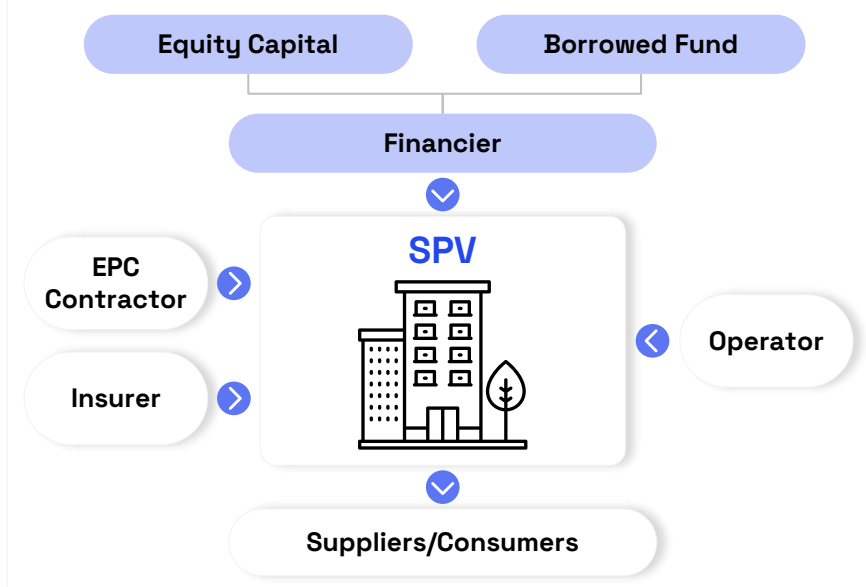 Equity Capital
Borrowed Fund
Financier
SPV
EPC
Contractor
Operator
Insurer
Suppliers/Consumers